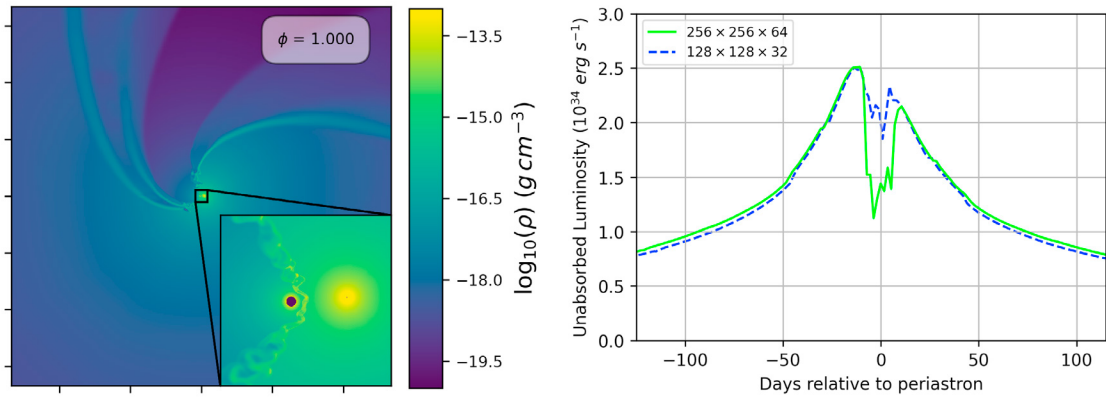 ϕ = 1.000
−13.5
−15.0
−16.5
−18.0
−19.5
log₁₀(ρ) (g cm⁻³)
256 × 256 × 64
128 × 128 × 32
3.0
2.5
2.0
1.5
1.0
0.5
0.0
Unabsorbed Luminosity (10³⁴ erg s⁻¹)
−100
−50
0
50
100
Days relative to periastron